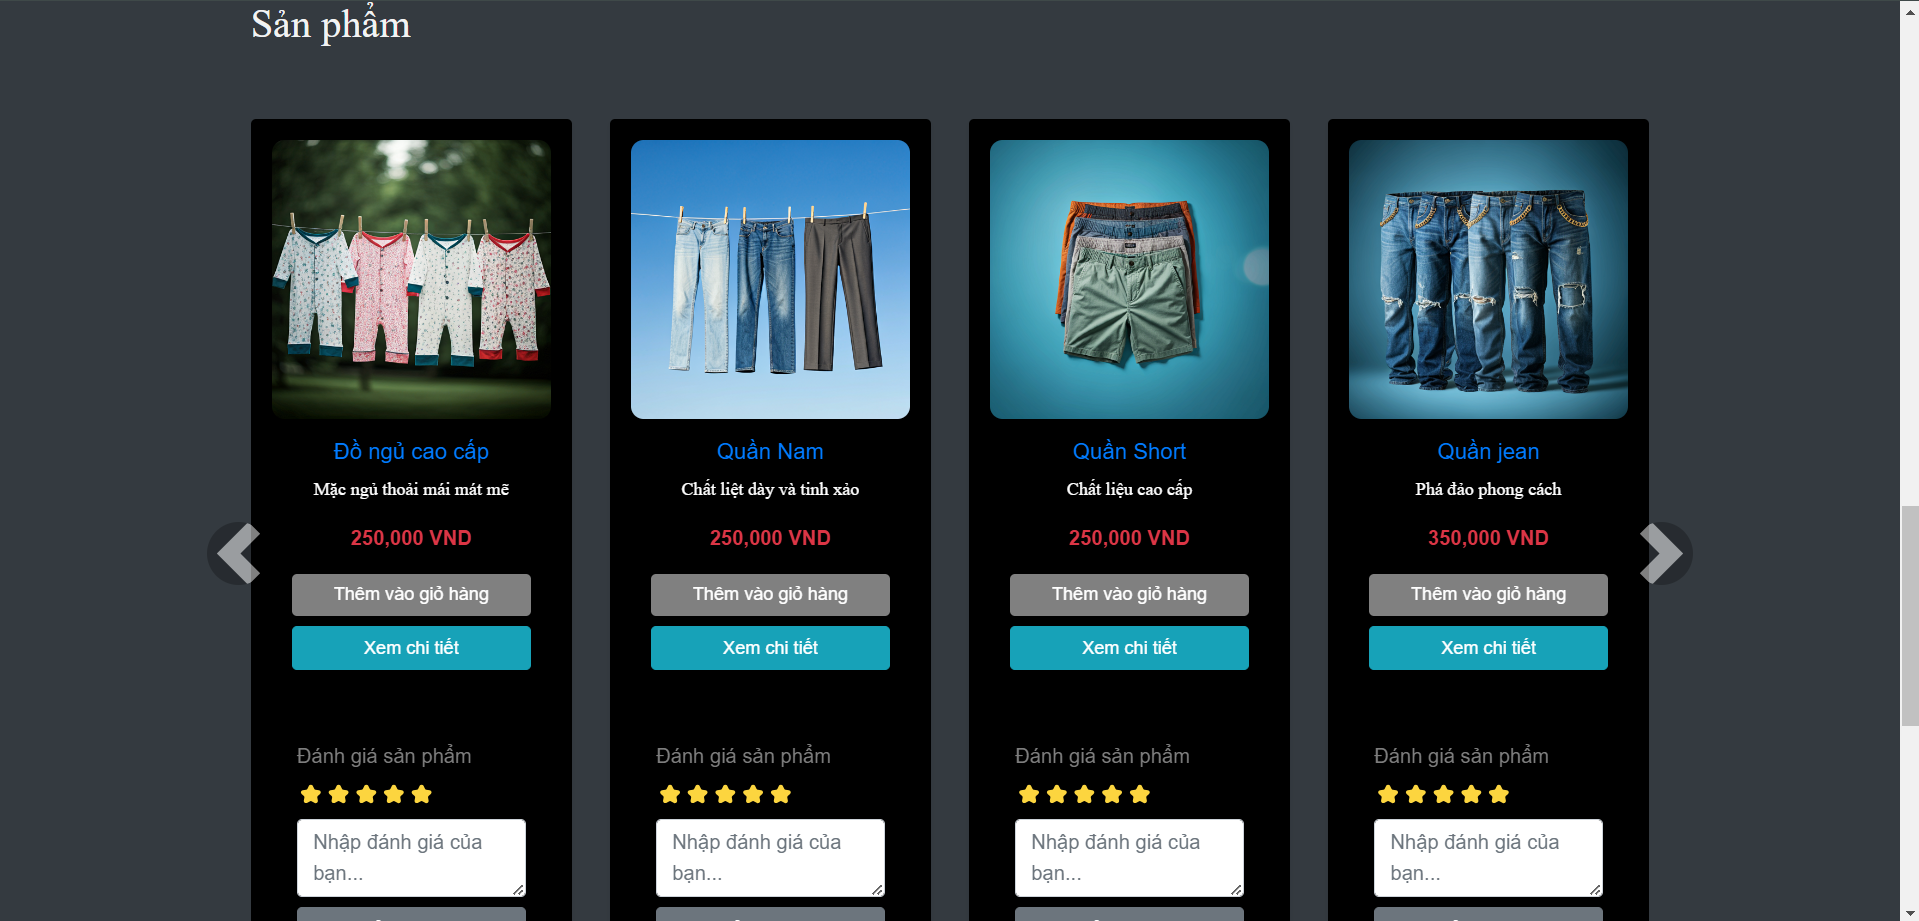 Sản phẩm
Đồ ngủ cao cấp
Mặc ngủ thoải mái mát mẽ
250,000 VND
Thêm vào giỏ hàng
Xem chi tiết
Đánh giá sản phẩm
Nhập đánh giá của
bạn...
Quần Nam
Chất liệt dày và tinh xảo
250,000 VND
Thêm vào giỏ hàng
Xem chi tiết
Đánh giá sản phẩm
Nhập đánh giá của
bạn...
Quần Short
Chất liệu cao cấp
250,000 VND
Thêm vào giỏ hàng
Xem chi tiết
Đánh giá sản phẩm
Nhập đánh giá của
bạn...
Quần jean
Phá đảo phong cách
350,000 VND
Thêm vào giỏ hàng
Xem chi tiết
Đánh giá sản phẩm
Nhập đánh giá của
bạn...